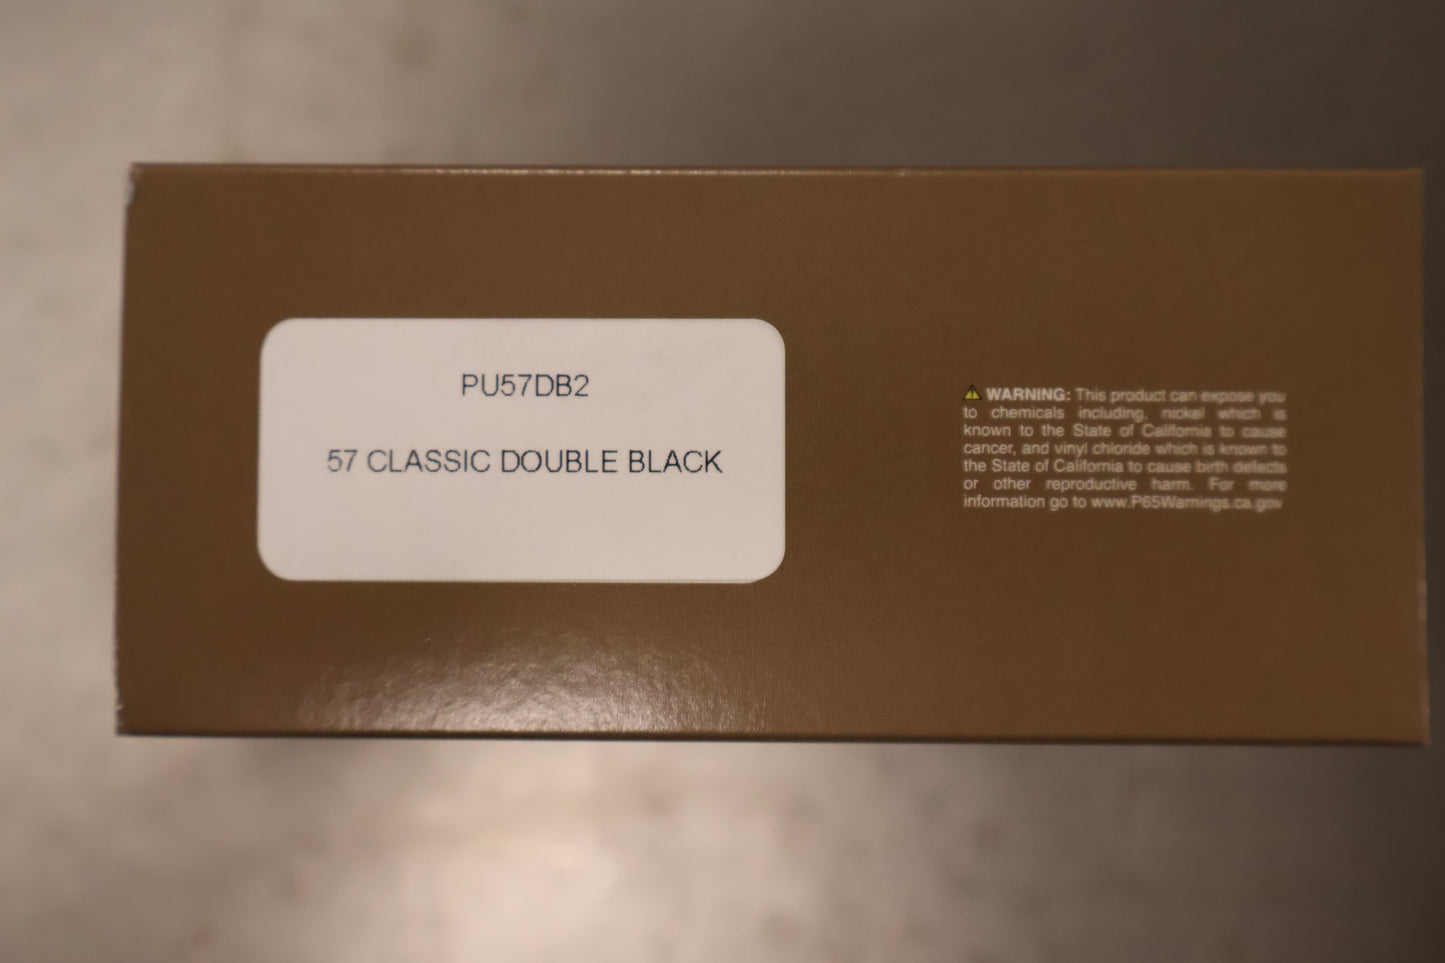 PU57DB2
57 CLASSIC DOUBLE BLACK
WARNING: This product can expose you
to chemicals including, nickel which is
known to the State of California to cause
cancer, and vinyl chloride which is known to
the State of California to cause birth defects
or other reproductive harm. For more
information go to www.P65Warnings.ca.gov